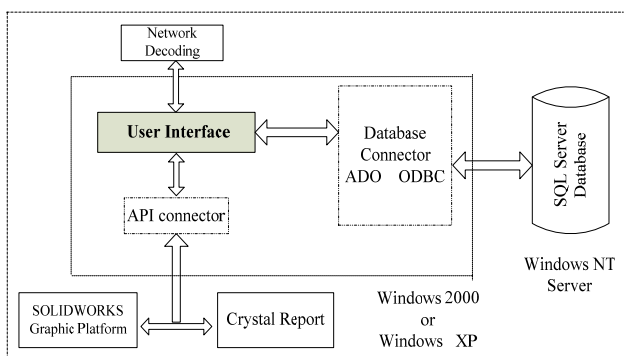 Network
Decoding
User Interface
Database
Connector
ADO ODBC
SQL Server
Database
API connector
Windows NT
Server
SOLIDWORKS
Graphic Platform
Crystal Report
Windows 2000
or
Windows XP